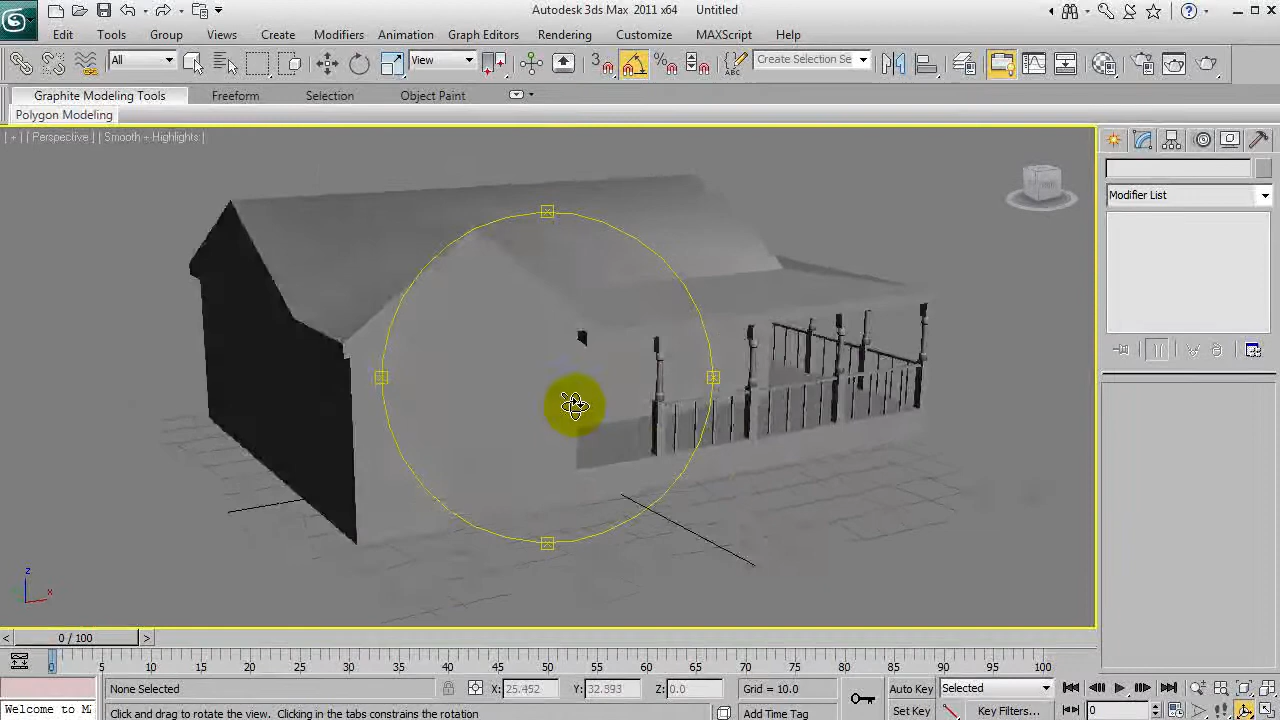 Autodesk 3ds Max 2011 x64 Untitled
Edit Tools Group Views Create Modifiers Animation Graph Editors Rendering Customize MAXScript Help
All View 3 Create Selection Se
Graphite Modeling Tools Freeform Selection Object Paint
Polygon Modeling
[ + ] [ Perspective ] [ Smooth + Highlights ]
Modifier List
z
x
< 0 / 100 >
0 5 10 15 20 25 30 35 40 45 50 55 60 65 70 75 80 85 90 95 100
None Selected X: 25.452 Y: 32.893 Z: 0.0 Grid = 10.0 Auto Key Selected
Welcome to M Click and drag to rotate the view. Clicking in the tabs constrains the rotation Add Time Tag Set Key Key Filters... 0